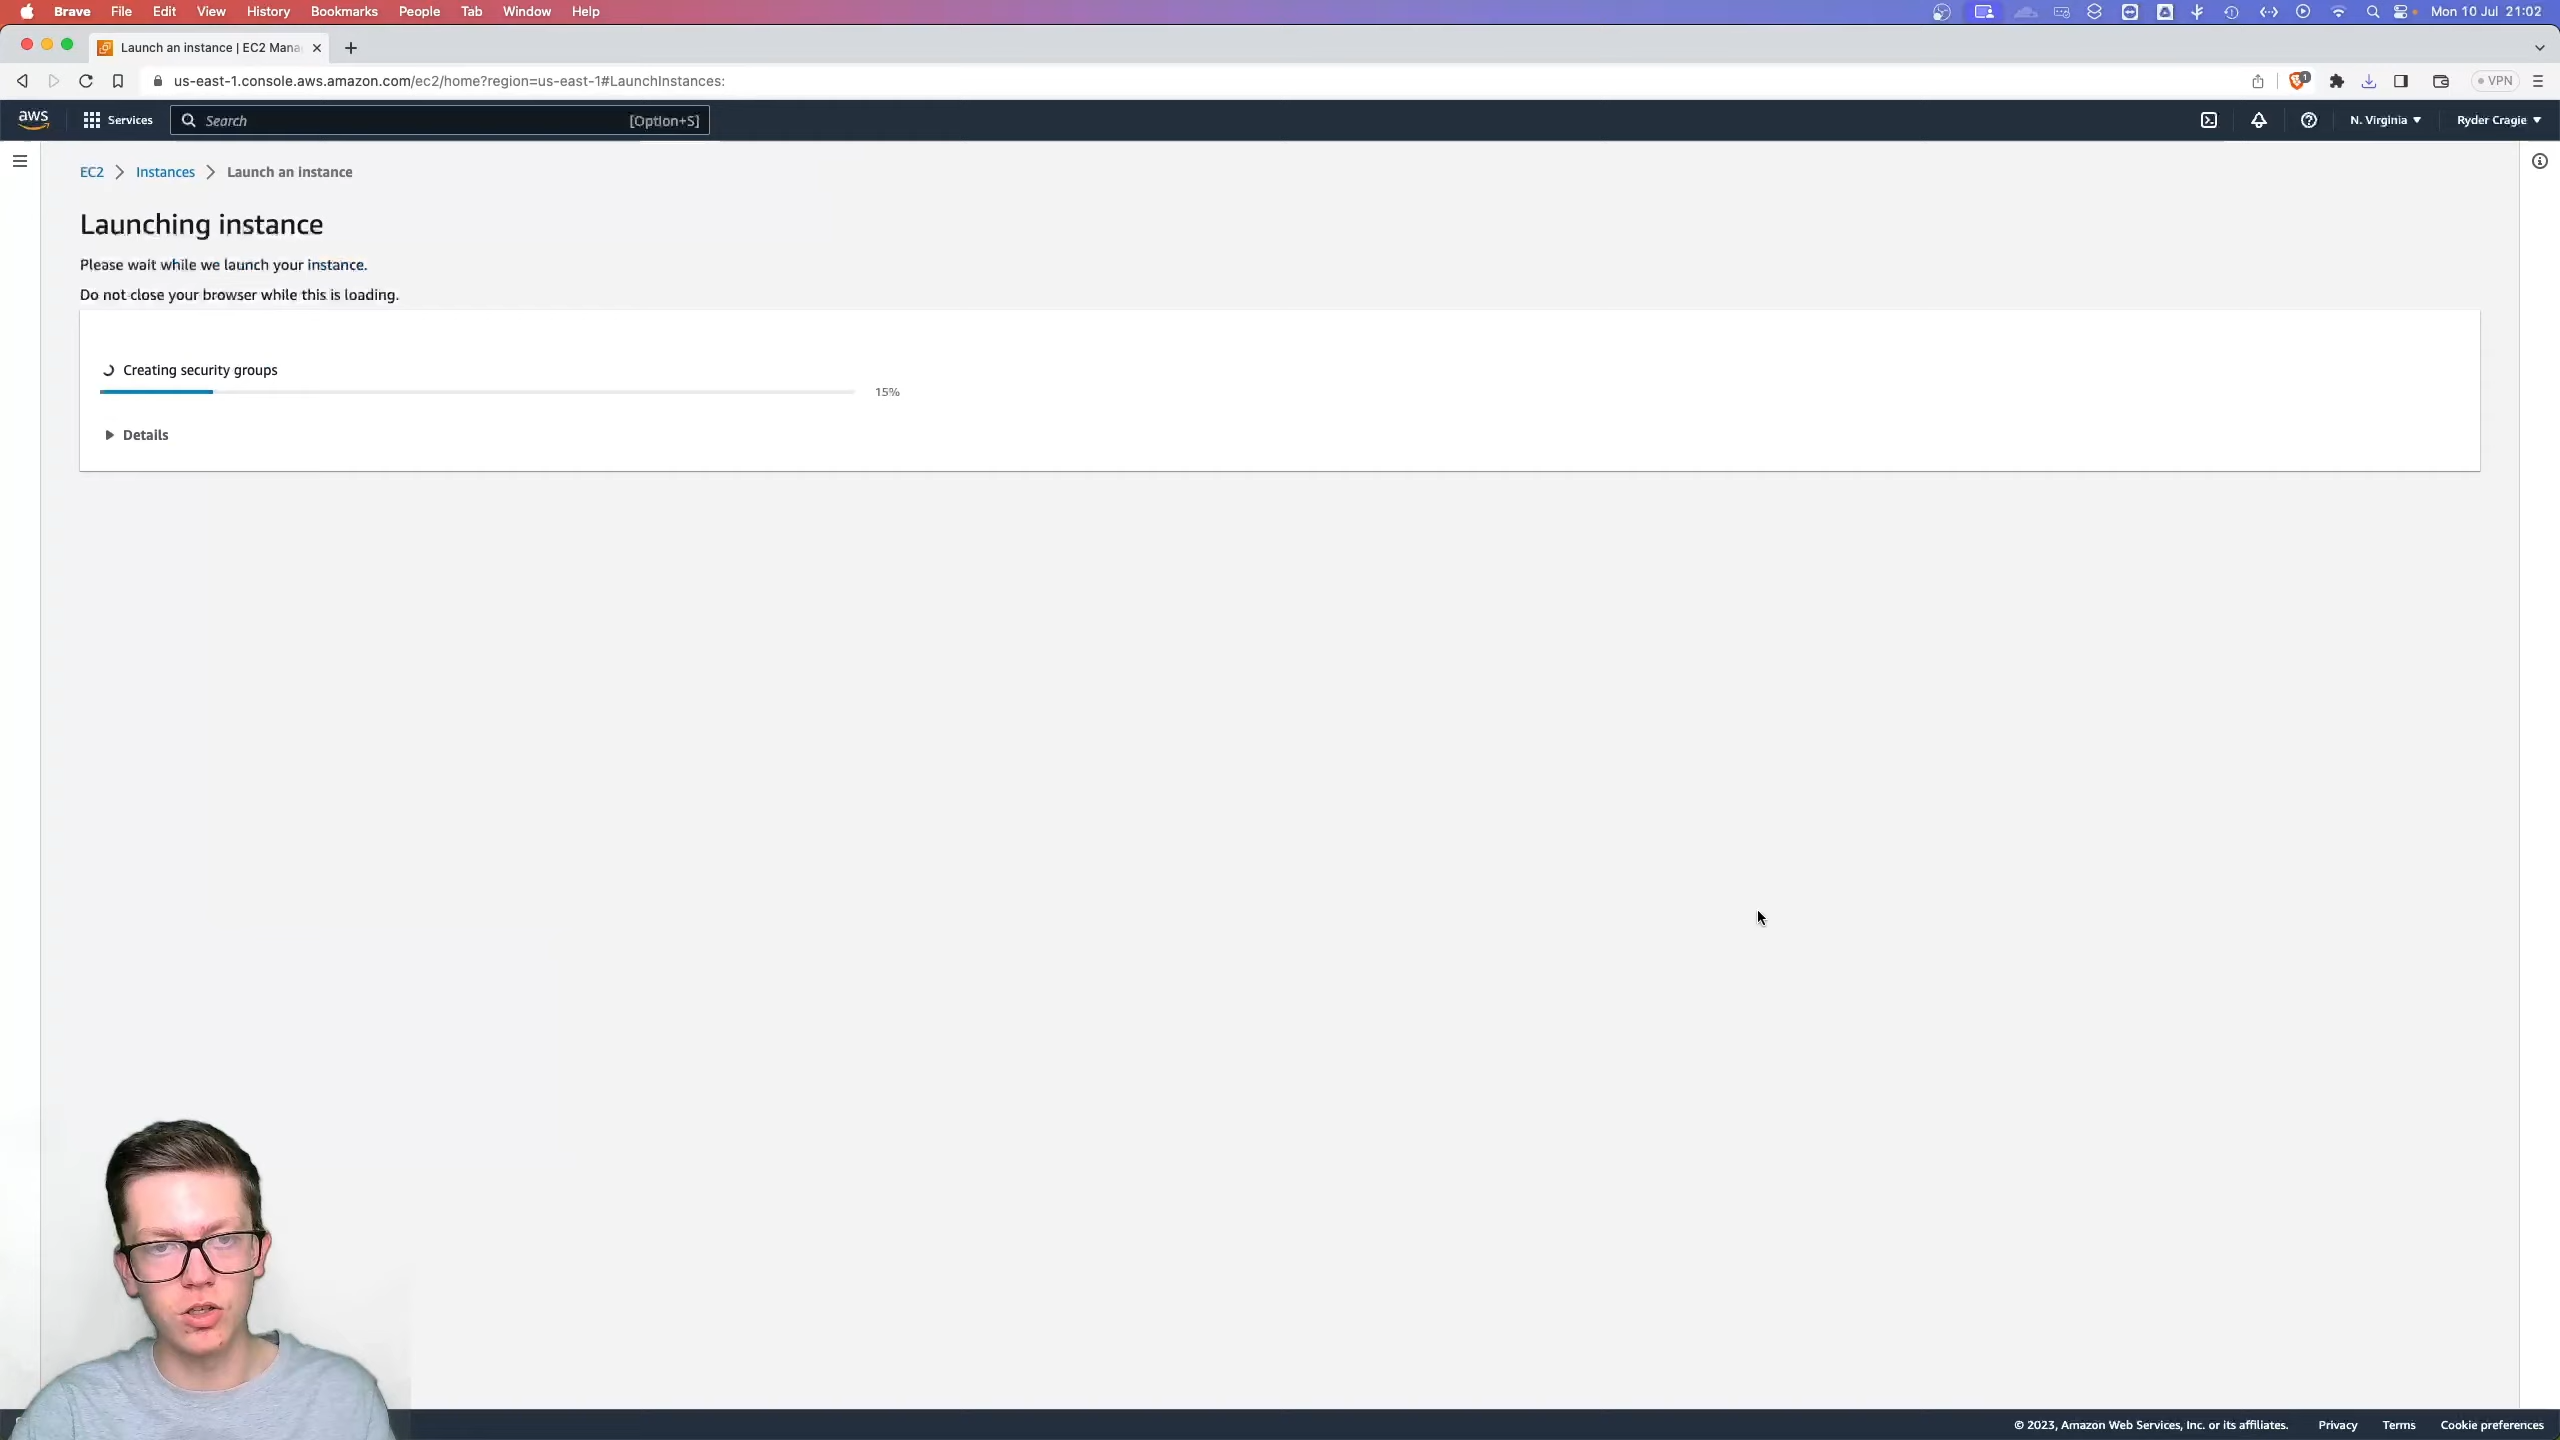 Brave File Edit View History Bookmarks People Tab Window Help Mon 10 Jul 21:02
Launch an instance | EC2 Mana
us-east-1.console.aws.amazon.com/ec2/home?region=us-east-1#LaunchInstances: 1 VPN
aws Services Search [Option+S] N. Virginia Ryder Cragie
EC2 Instances Launch an instance
Launching instance
Please wait while we launch your instance.
Do not close your browser while this is loading.
Creating security groups
15%
Details
© 2023, Amazon Web Services, Inc. or its affiliates. Privacy Terms Cookie preferences